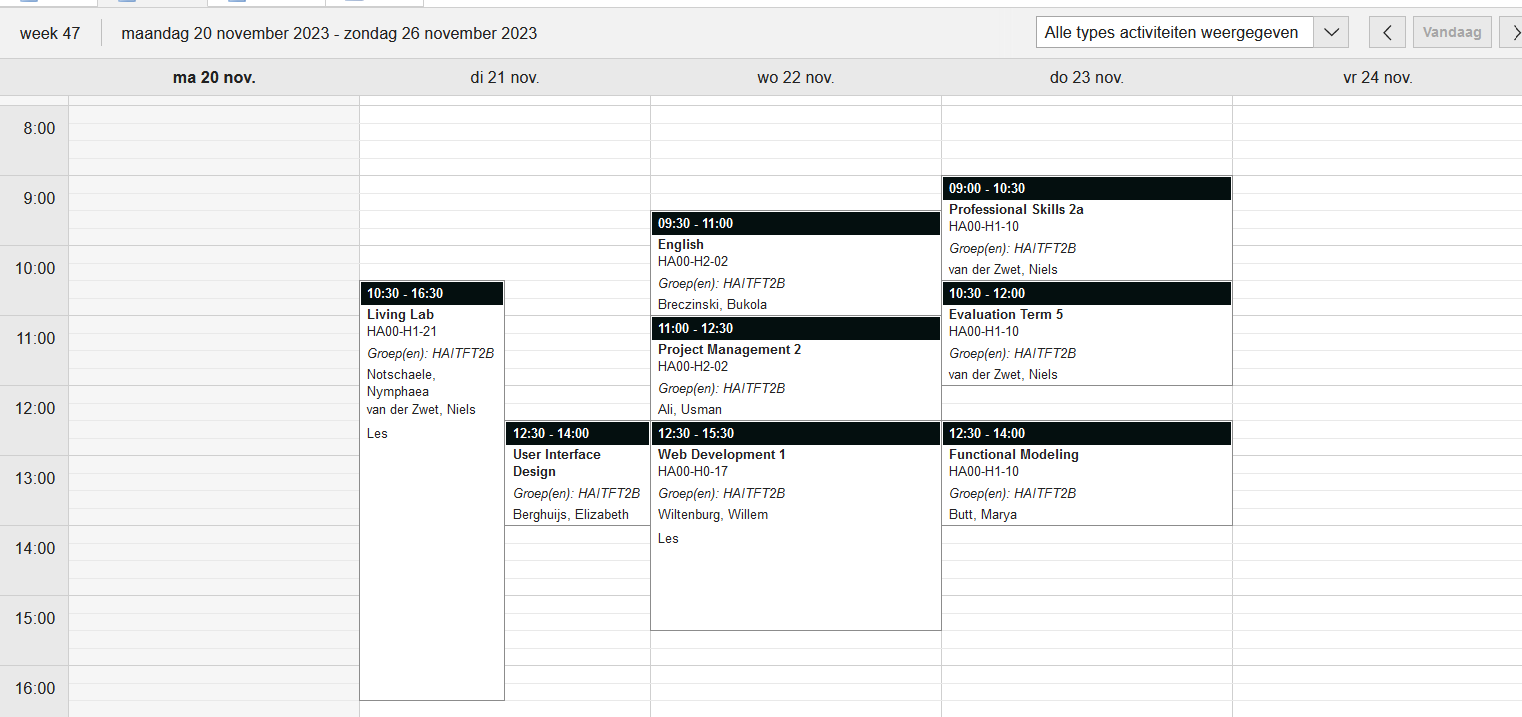 week 47
maandag 20 november 2023 - zondag 26 november 2023
Alle types activiteiten weergegeven
Vandaag
ma 20 nov.
di 21 nov.
wo 22 nov.
do 23 nov.
vr 24 nov.
8:00
9:00
10:00
11:00
12:00
13:00
14:00
15:00
16:00
10:30 - 16:30
Living Lab
HA00-H1-21
Groep(en): HAITFT2B
Notschaele,
Nymphaea
van der Zwet, Niels
Les
12:30 - 14:00
User Interface
Design
Groep(en): HAITFT2B
Berghuijs, Elizabeth
09:30 - 11:00
English
HA00-H2-02
Groep(en): HAITFT2B
Breczinski, Bukola
11:00 - 12:30
Project Management 2
HA00-H2-02
Groep(en): HAITFT2B
Ali, Usman
12:30 - 15:30
Web Development 1
HA00-H0-17
Groep(en): HAITFT2B
Wiltenburg, Willem
Les
09:00 - 10:30
Professional Skills 2a
HA00-H1-10
Groep(en): HAITFT2B
van der Zwet, Niels
10:30 - 12:00
Evaluation Term 5
HA00-H1-10
Groep(en): HAITFT2B
van der Zwet, Niels
12:30 - 14:00
Functional Modeling
HA00-H1-10
Groep(en): HAITFT2B
Butt, Marya